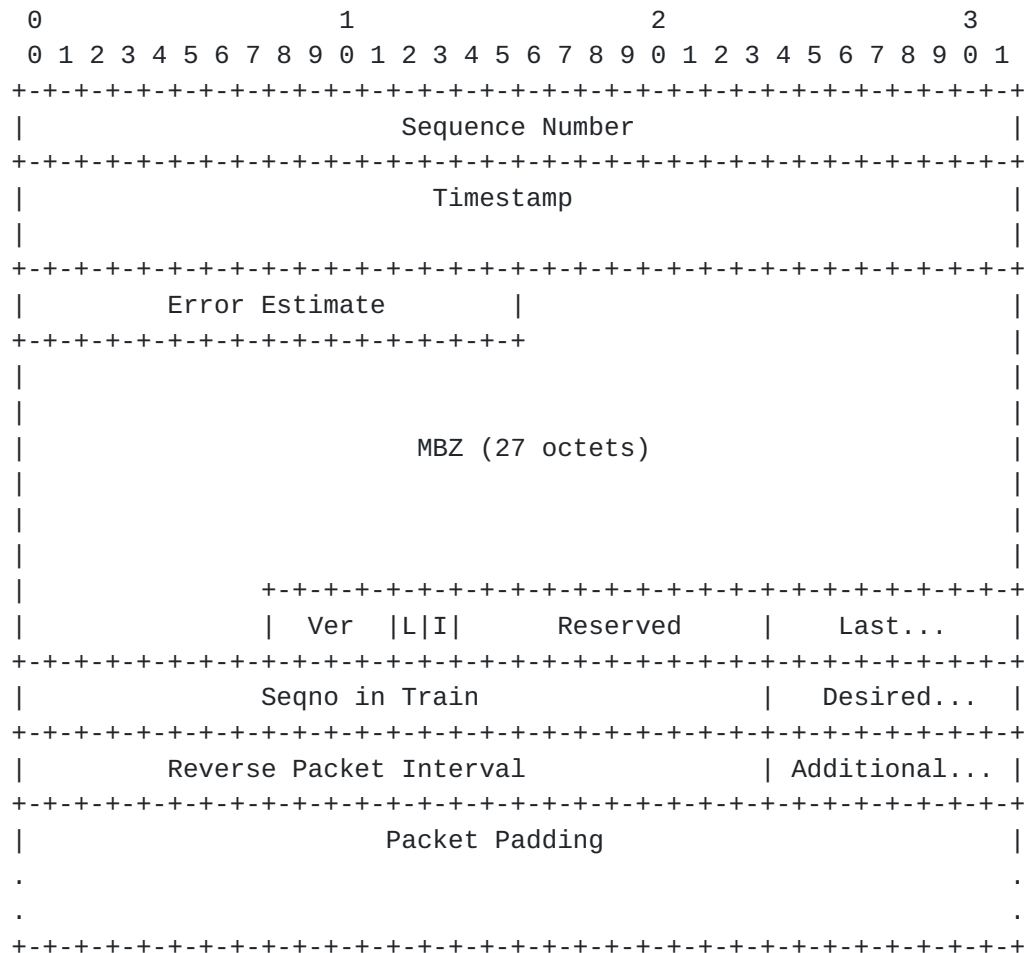 0                   1                   2                   3
 0 1 2 3 4 5 6 7 8 9 0 1 2 3 4 5 6 7 8 9 0 1 2 3 4 5 6 7 8 9 0 1
+-+-+-+-+-+-+-+-+-+-+-+-+-+-+-+-+-+-+-+-+-+-+-+-+-+-+-+-+-+-+-+-+
|                        Sequence Number                        |
+-+-+-+-+-+-+-+-+-+-+-+-+-+-+-+-+-+-+-+-+-+-+-+-+-+-+-+-+-+-+-+-+
|                          Timestamp                            |
|                                                               |
+-+-+-+-+-+-+-+-+-+-+-+-+-+-+-+-+-+-+-+-+-+-+-+-+-+-+-+-+-+-+-+-+
|         Error Estimate        |                               |
+-+-+-+-+-+-+-+-+-+-+-+-+-+-+-+-+                               |
|                                                               |
|                                                               |
|                         MBZ (27 octets)                       |
|                                                               |
|                                                               |
|                                                               |
|               +-+-+-+-+-+-+-+-+-+-+-+-+-+-+-+-+-+-+-+-+-+-+-+-+
|               |  Ver  |L|I|      Reserved     |    Last...    |
+-+-+-+-+-+-+-+-+-+-+-+-+-+-+-+-+-+-+-+-+-+-+-+-+-+-+-+-+-+-+-+-+
|               Seqno in Train                  |   Desired...  |
+-+-+-+-+-+-+-+-+-+-+-+-+-+-+-+-+-+-+-+-+-+-+-+-+-+-+-+-+-+-+-+-+
|         Reverse Packet Interval               | Additional... |
+-+-+-+-+-+-+-+-+-+-+-+-+-+-+-+-+-+-+-+-+-+-+-+-+-+-+-+-+-+-+-+-+
|                       Packet Padding                          |
.                                                               .
.                                                               .
+-+-+-+-+-+-+-+-+-+-+-+-+-+-+-+-+-+-+-+-+-+-+-+-+-+-+-+-+-+-+-+-+